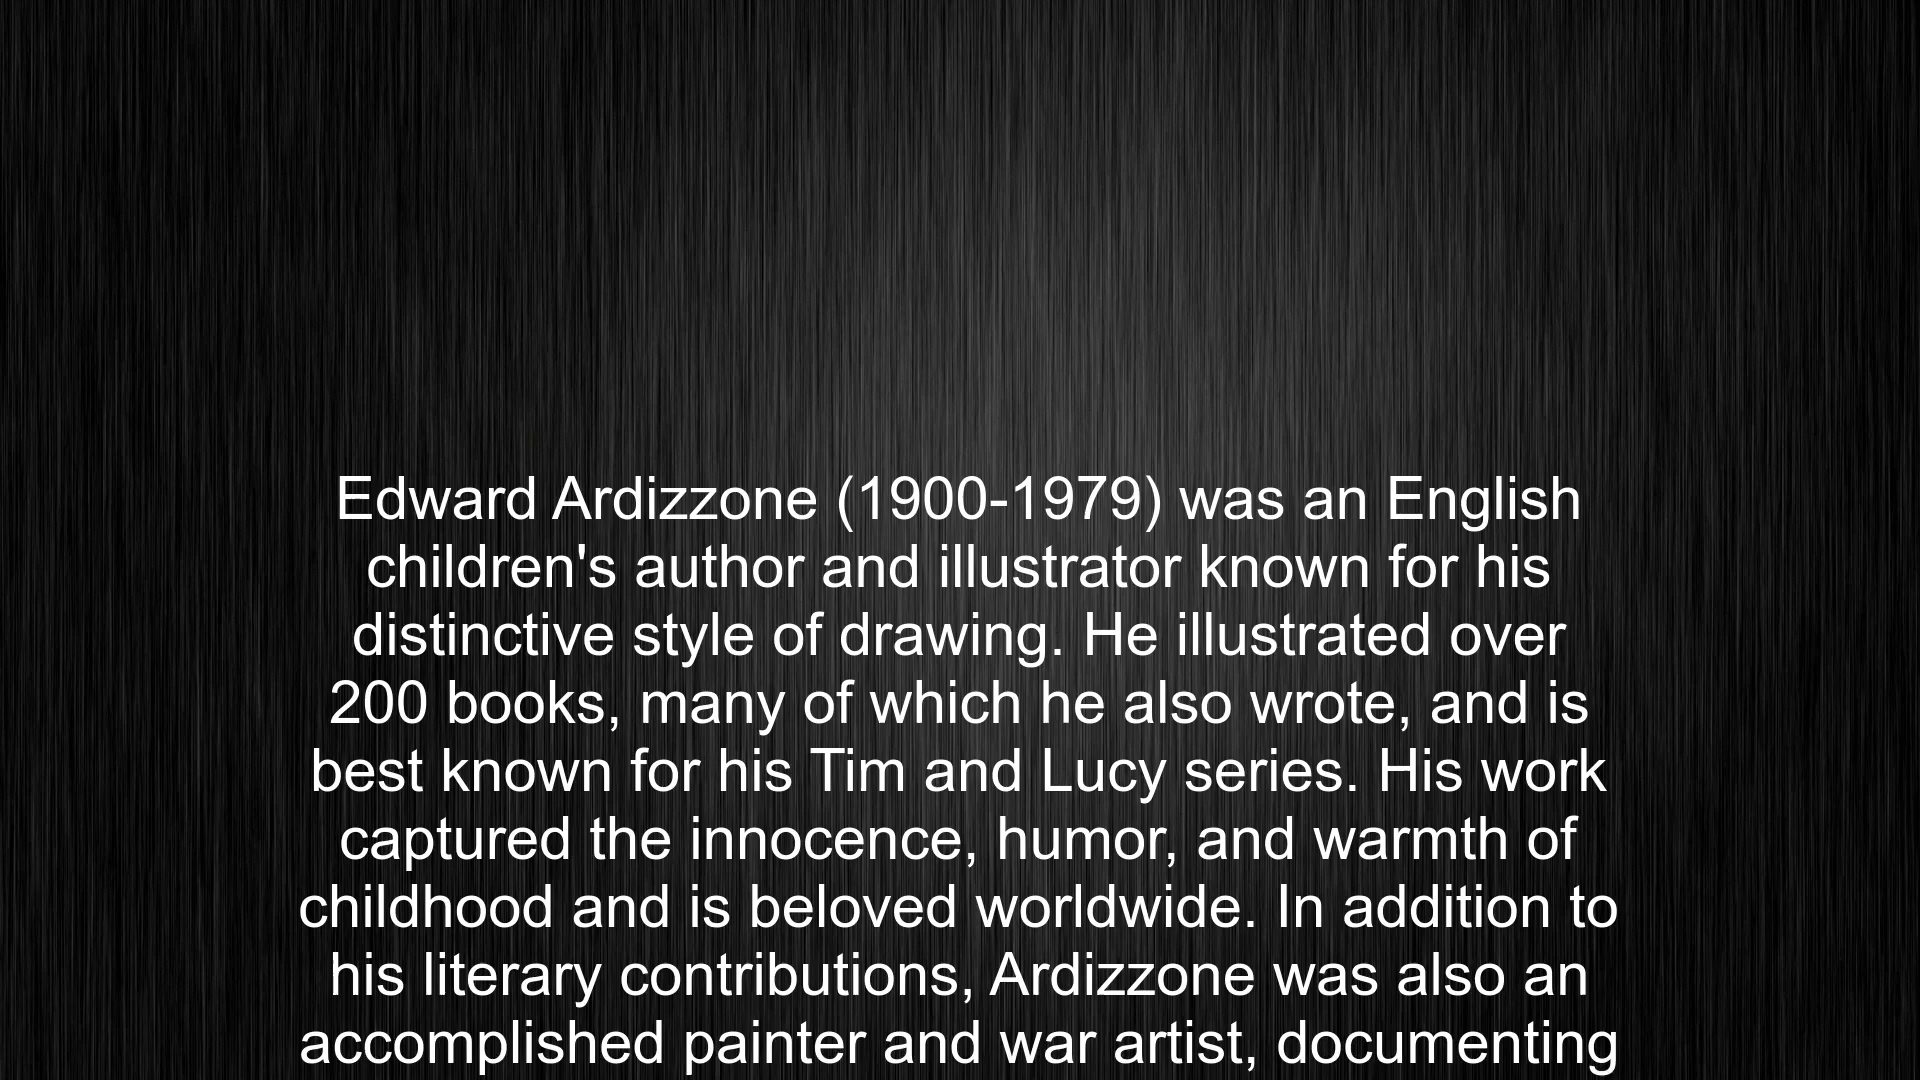 Edward Ardizzone (1900-1979) was an English
children's author and illustrator known for his
distinctive style of drawing. He illustrated over
200 books, many of which he also wrote, and is
best known for his Tim and Lucy series. His work
captured the innocence, humor, and warmth of
childhood and is beloved worldwide. In addition to
his literary contributions, Ardizzone was also an
accomplished painter and war artist, documenting